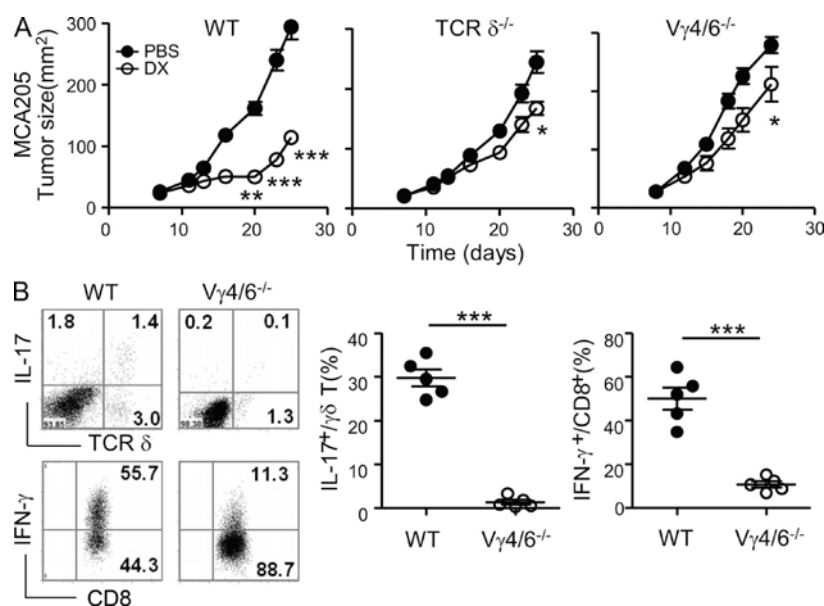 A
WT
TCR δ-/-
Vγ4/6-/-
PBS
DX
MCA205
Tumor size(mm2)
300
200
100
0
***
***
**
*
*
0 10 20 30
0 10 20 30
0 10 20 30
Time (days)
B
WT
Vγ4/6-/-
IL-17
1.8 1.4
93.85 3.0
0.2 0.1
98.38 1.3
TCR δ
IFN-γ
55.7
44.3
11.3
88.7
CD8
IL-17+/γδ T(%)
40
30
20
10
0
***
WT
Vγ4/6-/-
IFN-γ+/CD8+(%)
80
60
40
20
0
***
WT
Vγ4/6-/-